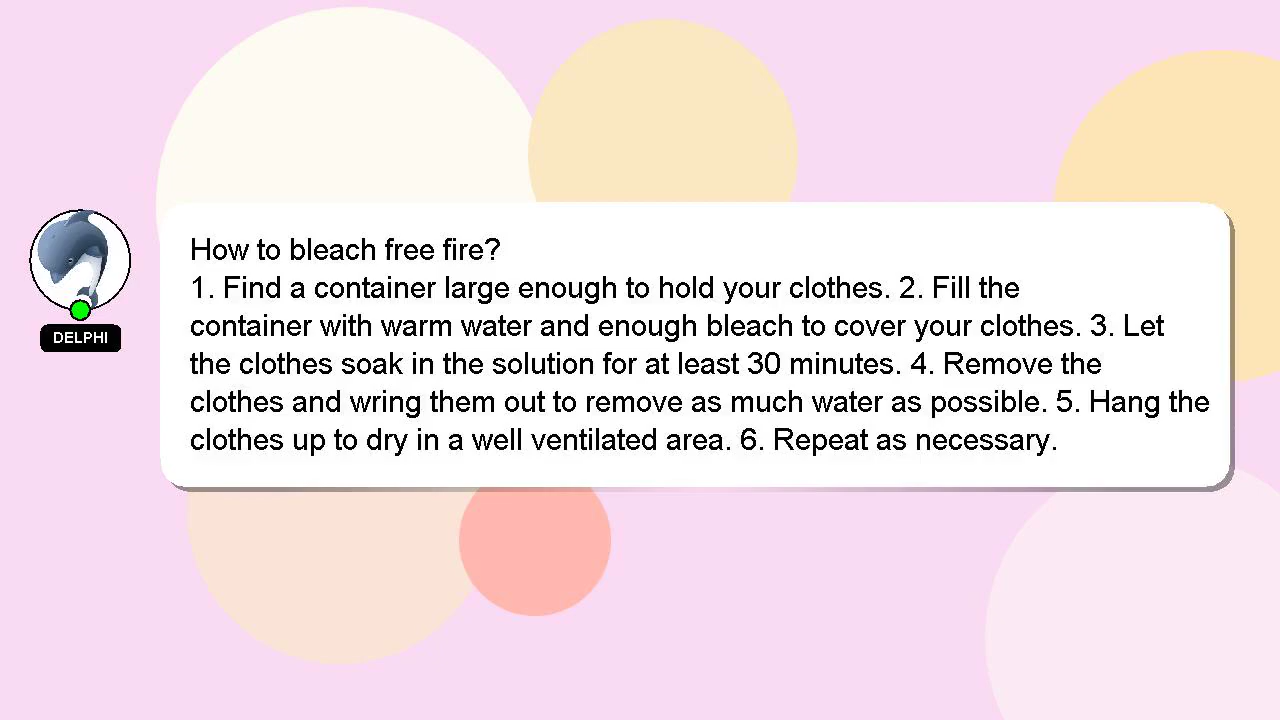 How to bleach free fire?
1. Find a container large enough to hold your clothes. 2. Fill the
container with warm water and enough bleach to cover your clothes. 3. Let
the clothes soak in the solution for at least 30 minutes. 4. Remove the
clothes and wring them out to remove as much water as possible. 5. Hang the
clothes up to dry in a well ventilated area. 6. Repeat as necessary.
DELPHI